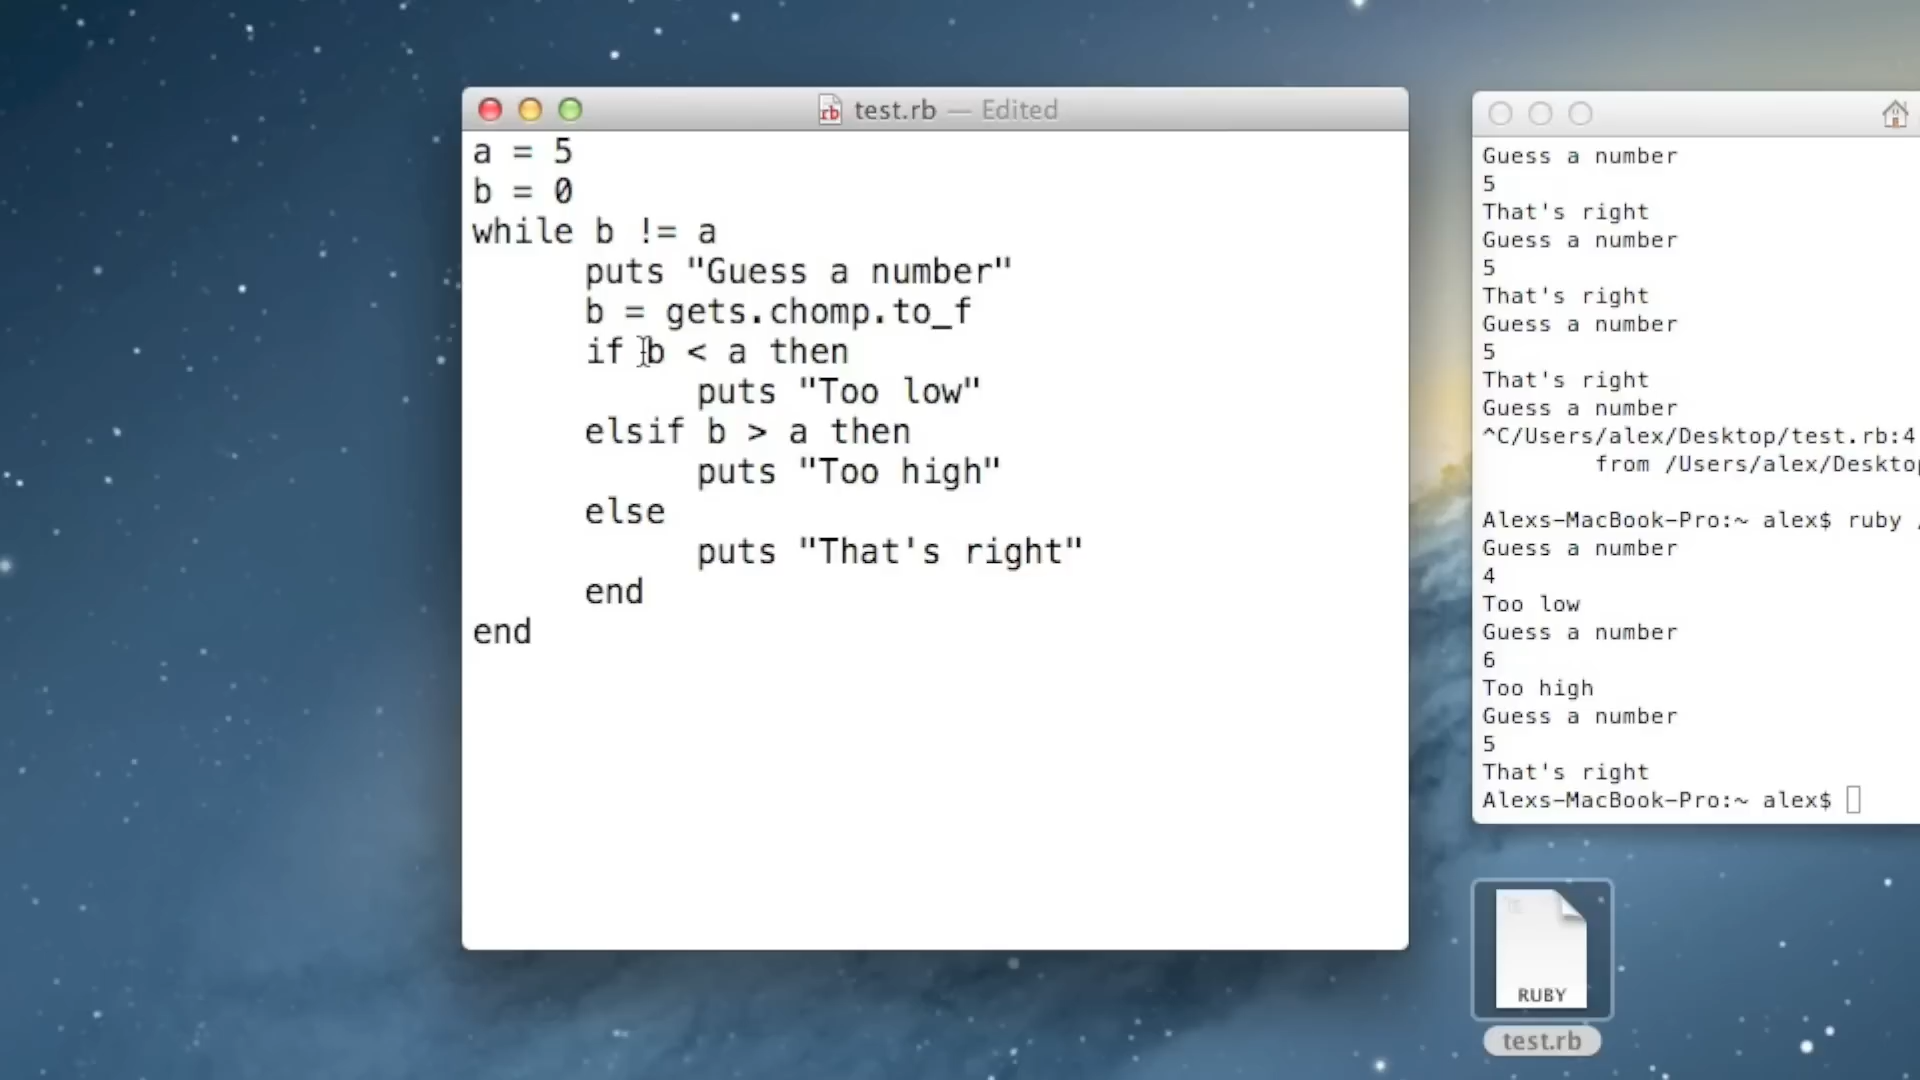 test.rb — Edited
a = 5
b = 0
while b != a
puts "Guess a number"
b = gets.chomp.to_f
if b < a then
puts "Too low"
elsif b > a then
puts "Too high"
else
puts "That's right"
end
end
Guess a number
5
That's right
Guess a number
5
That's right
Guess a number
5
That's right
Guess a number
^C/Users/alex/Desktop/test.rb:4
from /Users/alex/Desktop
Alexs-MacBook-Pro:~ alex$ ruby /
Guess a number
4
Too low
Guess a number
6
Too high
Guess a number
5
That's right
Alexs-MacBook-Pro:~ alex$
RUBY
test.rb